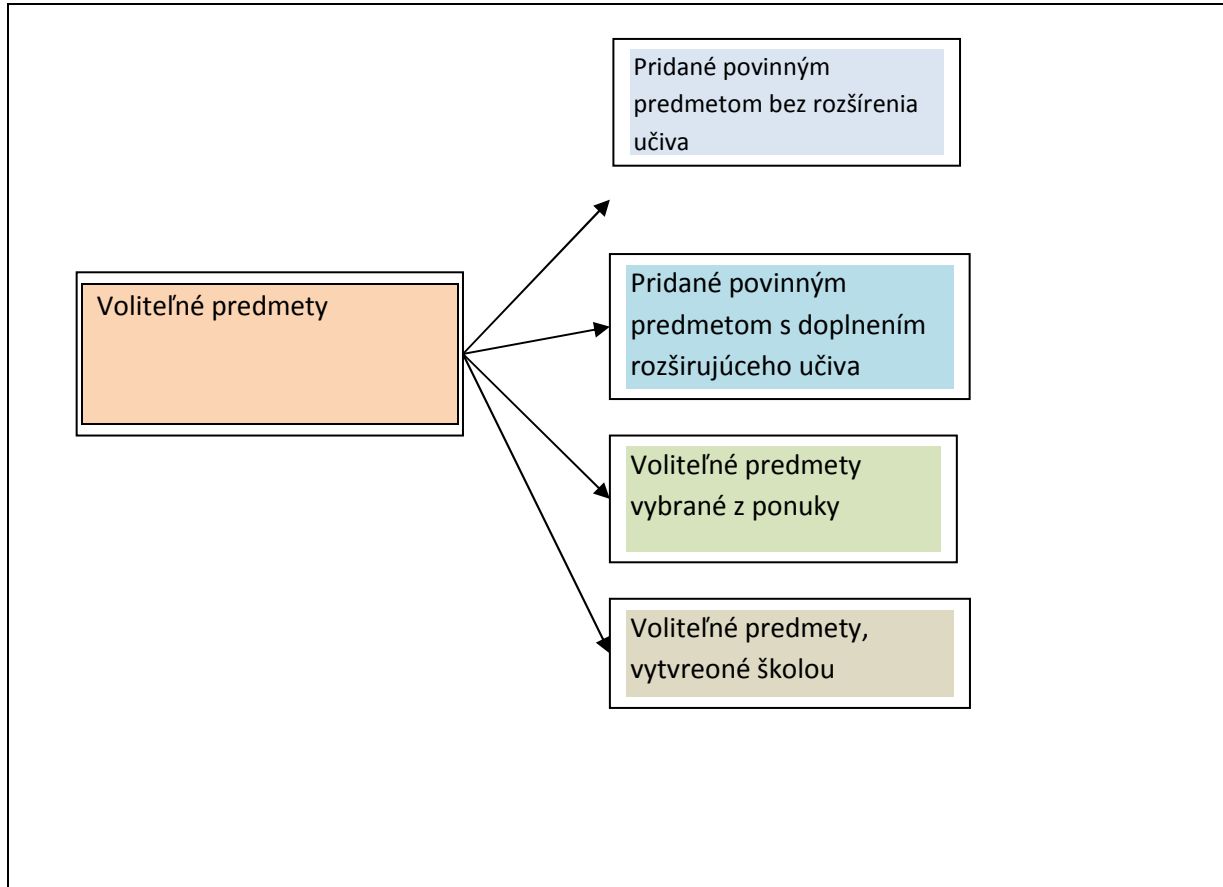 Pridané povinným
predmetom bez rozšírenia
učiva
Voliteľné predmety
Pridané povinným
predmetom s doplnením
rozširujúceho učiva
Voliteľné predmety
vybrané z ponuky
Voliteľné predmety,
vytvreoné školou